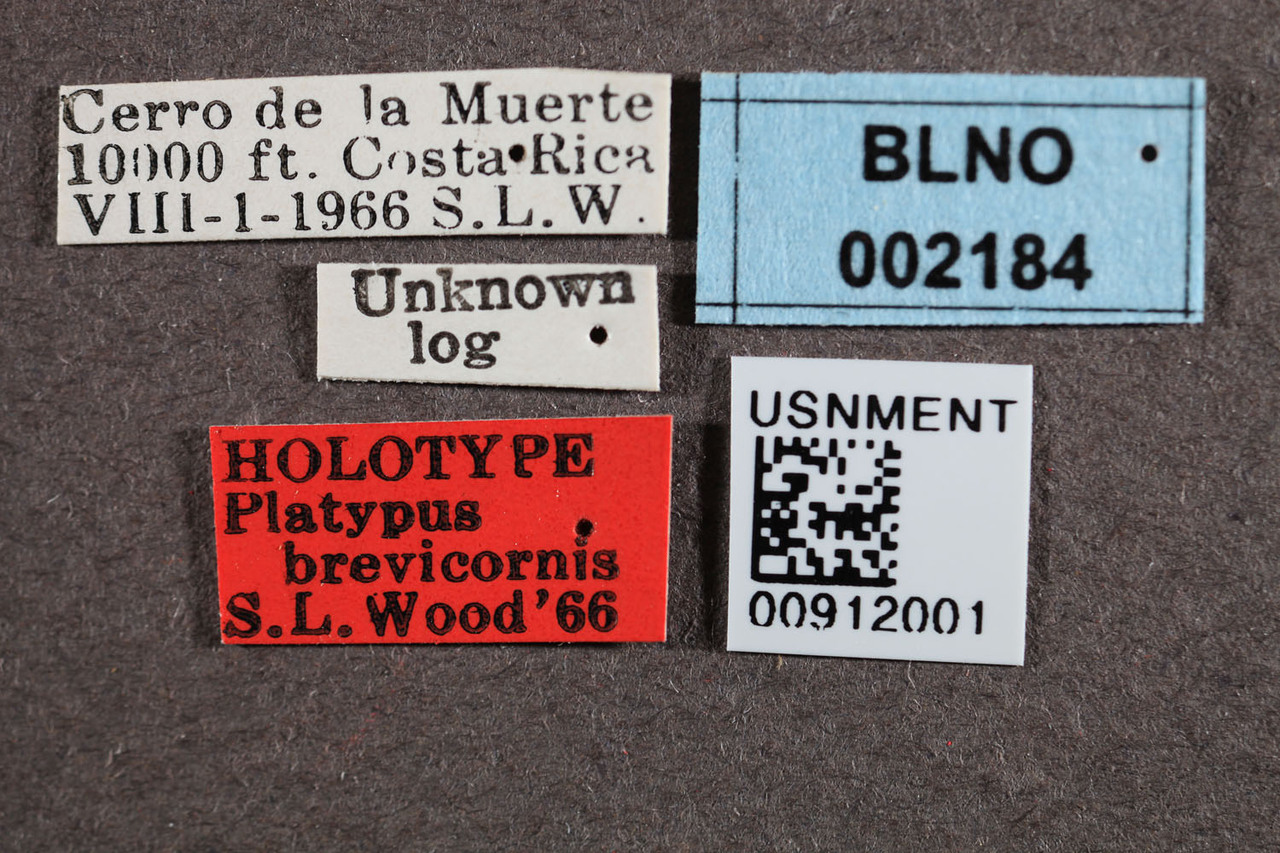 Cerro de la Muerte
10000 ft. Costa Rica
VIII-1-1966 S.L.W.
Unknown
log
HOLOTYPE
Platypus
brevicornis
S.L.Wood'66
BLNO
002184
USNMENT
00912001